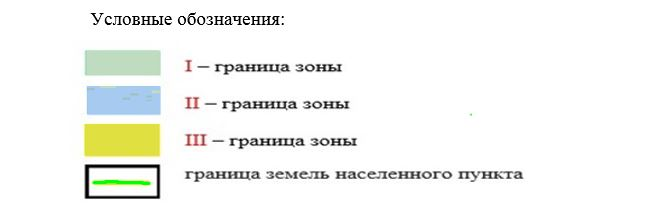 Условные обозначения:
I – граница зоны
II – граница зоны
III – граница зоны
граница земель населенного пункта